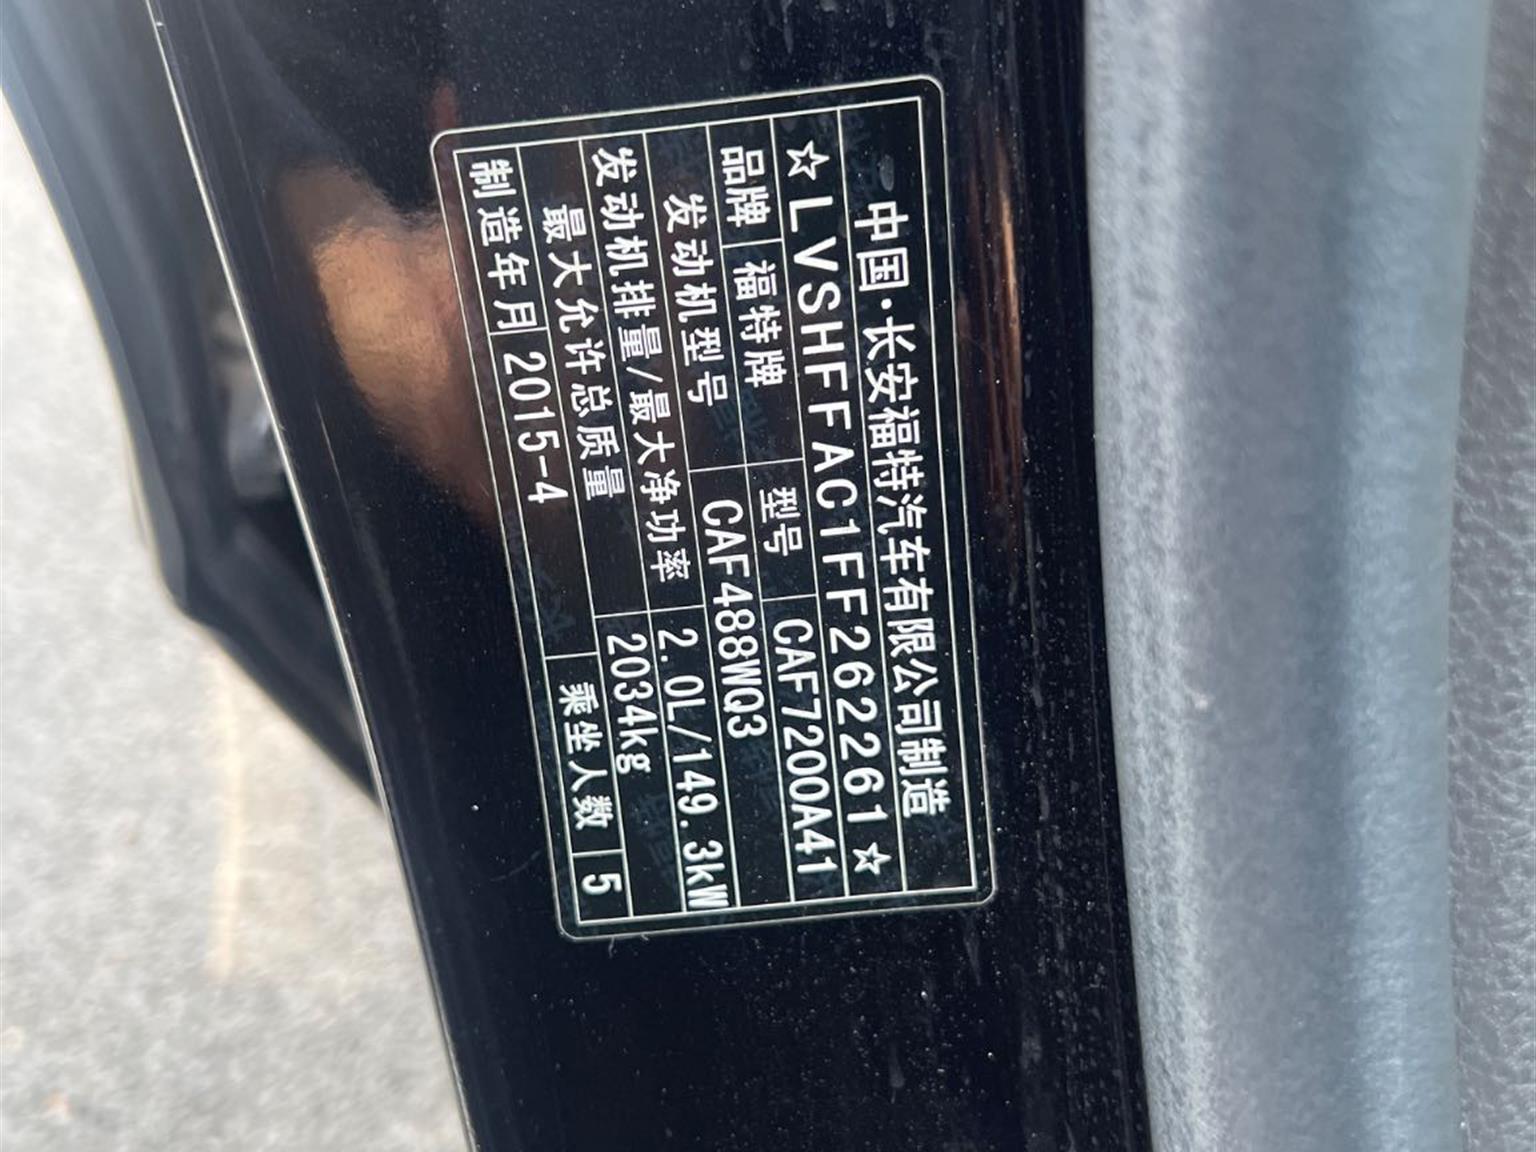 中国·长安福特汽车有限公司制造
☆LVSHFFAC1FF262261☆
品牌 福特牌 型号 CAF7200A41
发动机型号 CAF488WQ3
发动机排量/最大净功率 2.0L/149.3kW
最大允许总质量 2034kg
制造年月 2015-4 乘坐人数 5